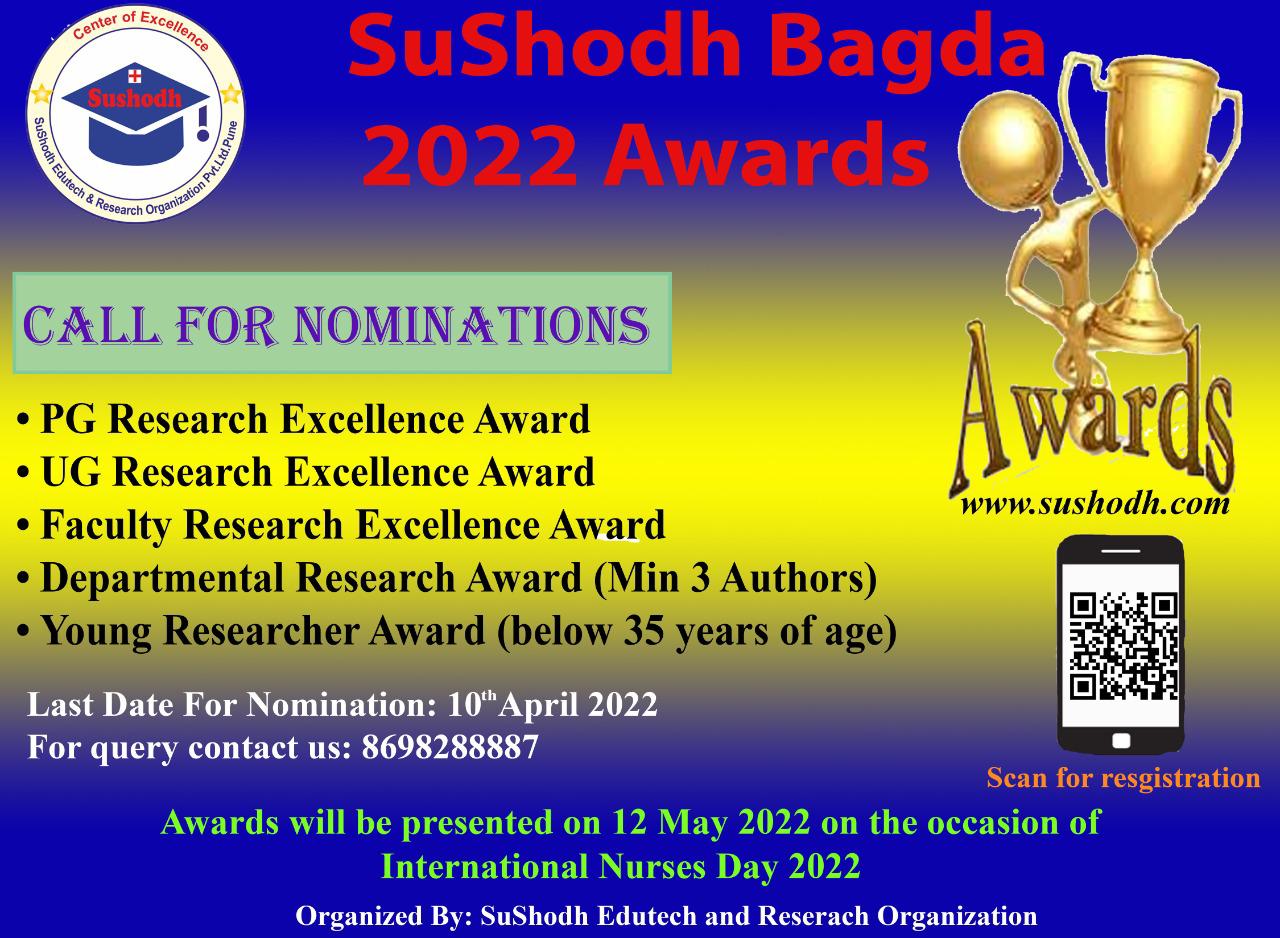 Center of Excellence
Sushodh
SuShodh Edutech & Research Organization Pvt.Ltd.Pune
SuShodh Bagda
2022 Awards
CALL FOR NOMINATIONS
• PG Research Excellence Award
• UG Research Excellence Award
• Faculty Research Excellence Award
• Departmental Research Award (Min 3 Authors)
• Young Researcher Award (below 35 years of age)
Awards
www.sushodh.com
Last Date For Nomination: 10th April 2022
For query contact us: 8698288887
Scan for resgistration
Awards will be presented on 12 May 2022 on the occasion of
International Nurses Day 2022
Organized By: SuShodh Edutech and Reserach Organization